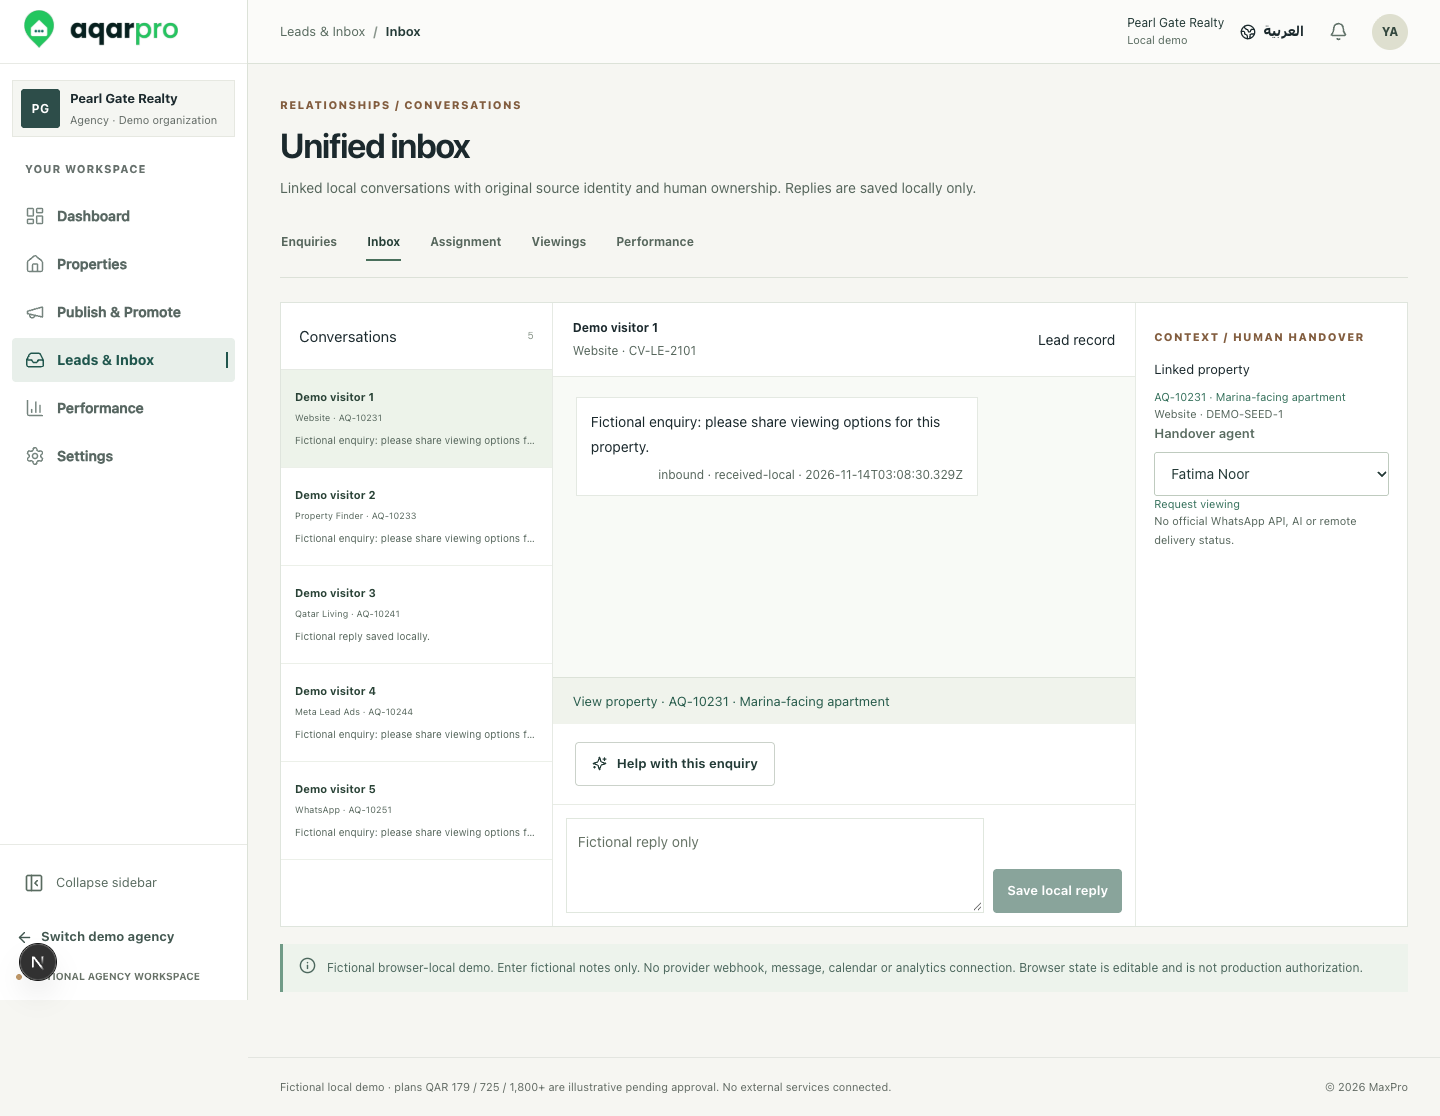 aqarpro
Leads & Inbox / Inbox
Pearl Gate Realty
Local demo
العربية
YA
PG
Pearl Gate Realty
Agency · Demo organization
YOUR WORKSPACE
Dashboard
Properties
Publish & Promote
Leads & Inbox
Performance
Settings
Collapse sidebar
Switch demo agency
IONAL AGENCY WORKSPACE
N
RELATIONSHIPS / CONVERSATIONS
Unified inbox
Linked local conversations with original source identity and human ownership. Replies are saved locally only.
Enquiries
Inbox
Assignment
Viewings
Performance
Conversations
5
Demo visitor 1
Website · AQ-10231
Fictional enquiry: please share viewing options f...
Demo visitor 2
Property Finder · AQ-10233
Fictional enquiry: please share viewing options f...
Demo visitor 3
Qatar Living · AQ-10241
Fictional reply saved locally.
Demo visitor 4
Meta Lead Ads · AQ-10244
Fictional enquiry: please share viewing options f...
Demo visitor 5
WhatsApp · AQ-10251
Fictional enquiry: please share viewing options f...
Demo visitor 1
Website · CV-LE-2101
Lead record
Fictional enquiry: please share viewing options for this
property.
inbound · received-local · 2026-11-14T03:08:30.329Z
View property · AQ-10231 · Marina-facing apartment
Help with this enquiry
Fictional reply only
Save local reply
CONTEXT / HUMAN HANDOVER
Linked property
AQ-10231 · Marina-facing apartment
Website · DEMO-SEED-1
Handover agent
Fatima Noor
Request viewing
No official WhatsApp API, AI or remote
delivery status.
Fictional browser-local demo. Enter fictional notes only. No provider webhook, message, calendar or analytics connection. Browser state is editable and is not production authorization.
Fictional local demo · plans QAR 179 / 725 / 1,800+ are illustrative pending approval. No external services connected.
© 2026 MaxPro